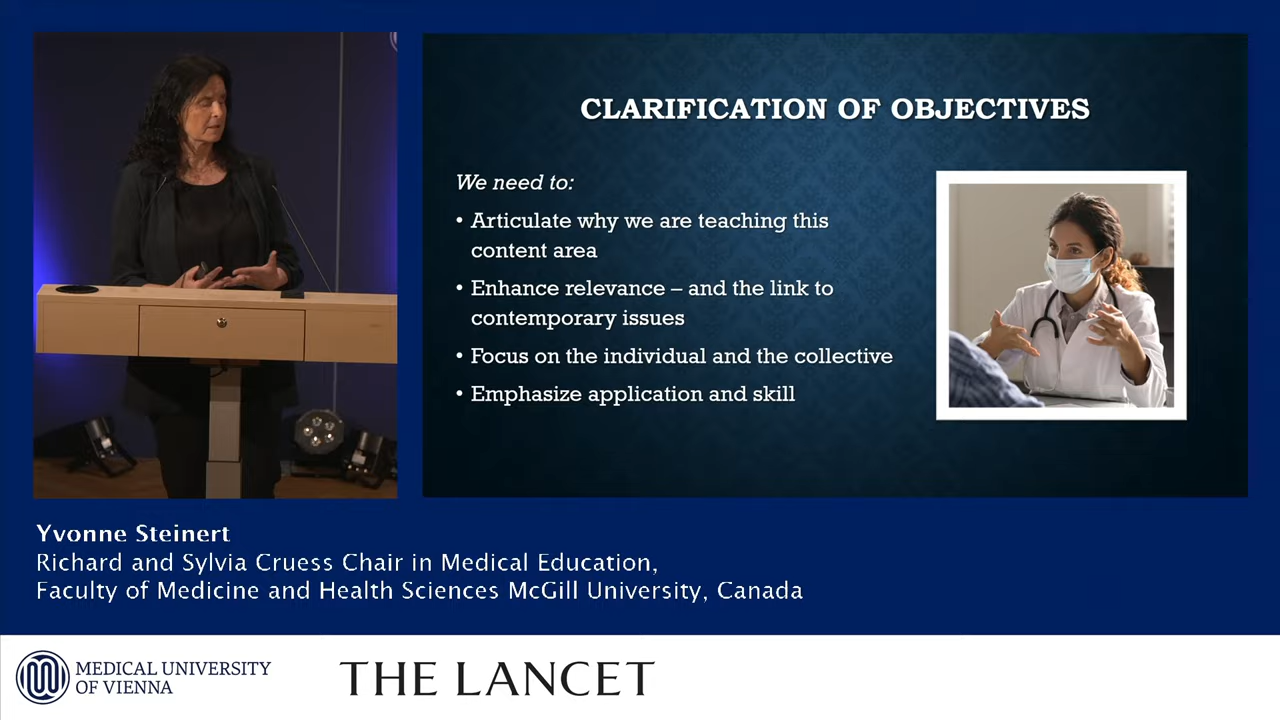 CLARIFICATION OF OBJECTIVES
We need to:
• Articulate why we are teaching this
content area
• Enhance relevance – and the link to
contemporary issues
• Focus on the individual and the collective
• Emphasize application and skill
Yvonne Steinert
Richard and Sylvia Cruess Chair in Medical Education,
Faculty of Medicine and Health Sciences McGill University, Canada
MEDICAL UNIVERSITY
OF VIENNA
THE LANCET